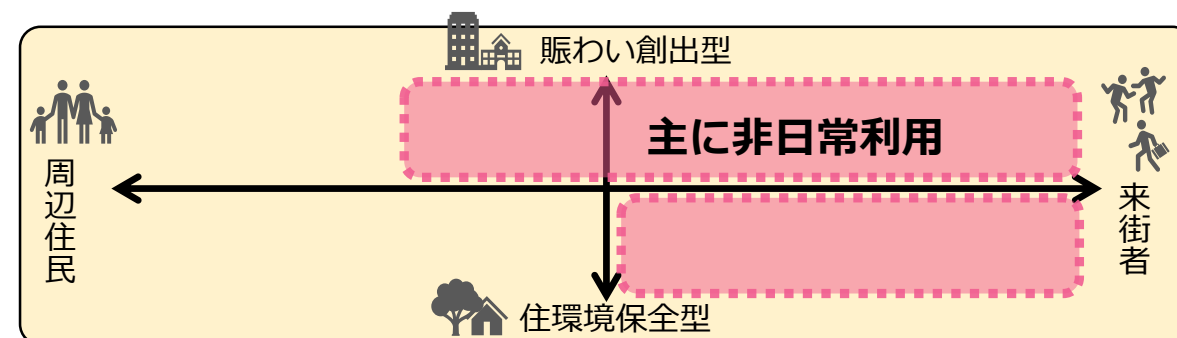 賑わい創出型
主に非日常利用
周辺住民
来街者
住環境保全型